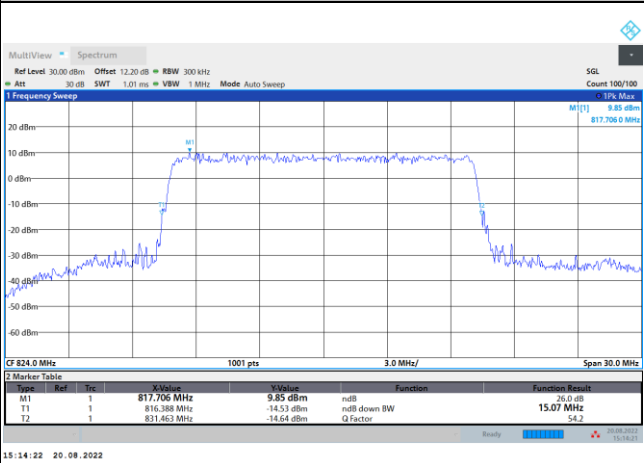 MultiView Spectrum
Ref Level 30.00 dBm Offset 12.20 dB RBW 300 kHz SGL
Att 30 dB SWT 1.01 ms VBW 1 MHz Mode Auto Sweep Count 100/100
1 Frequency Sweep 1Pk Max
M1[1] 9.85 dBm
817.7060 MHz
20 dBm
M1
10 dBm
0 dBm
-10 dBm
T1 T2
-20 dBm
-30 dBm
-40 dBm
-50 dBm
-60 dBm
CF 824.0 MHz 1001 pts 3.0 MHz/ Span 30.0 MHz
2 Marker Table
Type Ref Trc X-Value Y-Value Function Function Result
M1 1 817.706 MHz 9.85 dBm ndB 26.0 dB
T1 1 816.388 MHz -14.53 dBm ndB down BW 15.07 MHz
T2 1 831.463 MHz -14.64 dBm Q Factor 54.2
Ready 20.08.2022
15:14:21
15:14:22 20.08.2022